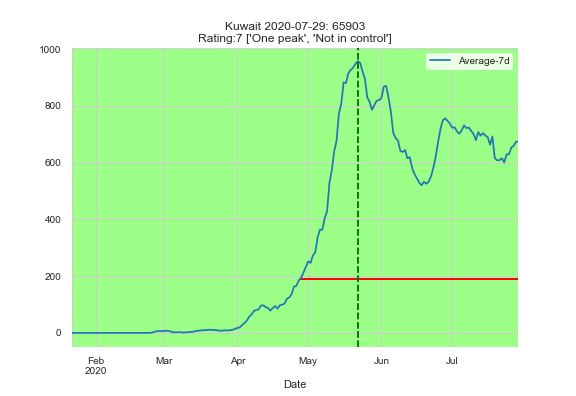 Kuwait 2020-07-29: 65903
Rating:7 ['One peak', 'Not in control']
Average-7d
1000
800
600
400
200
0
Feb
2020
Mar
Apr
May
Jun
Jul
Date